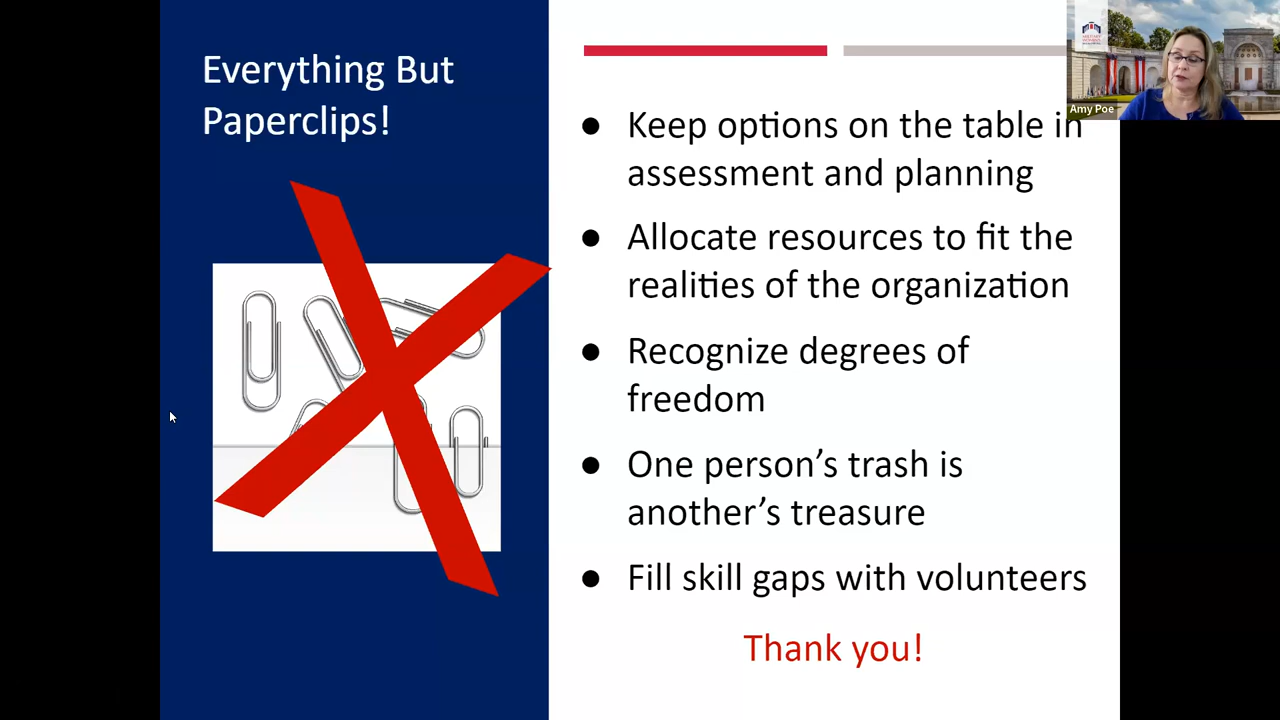 Everything But
Paperclips!
Keep options on the table in
assessment and planning
Allocate resources to fit the
realities of the organization
Recognize degrees of
freedom
One person’s trash is
another’s treasure
Fill skill gaps with volunteers
Thank you!
Amy Poe